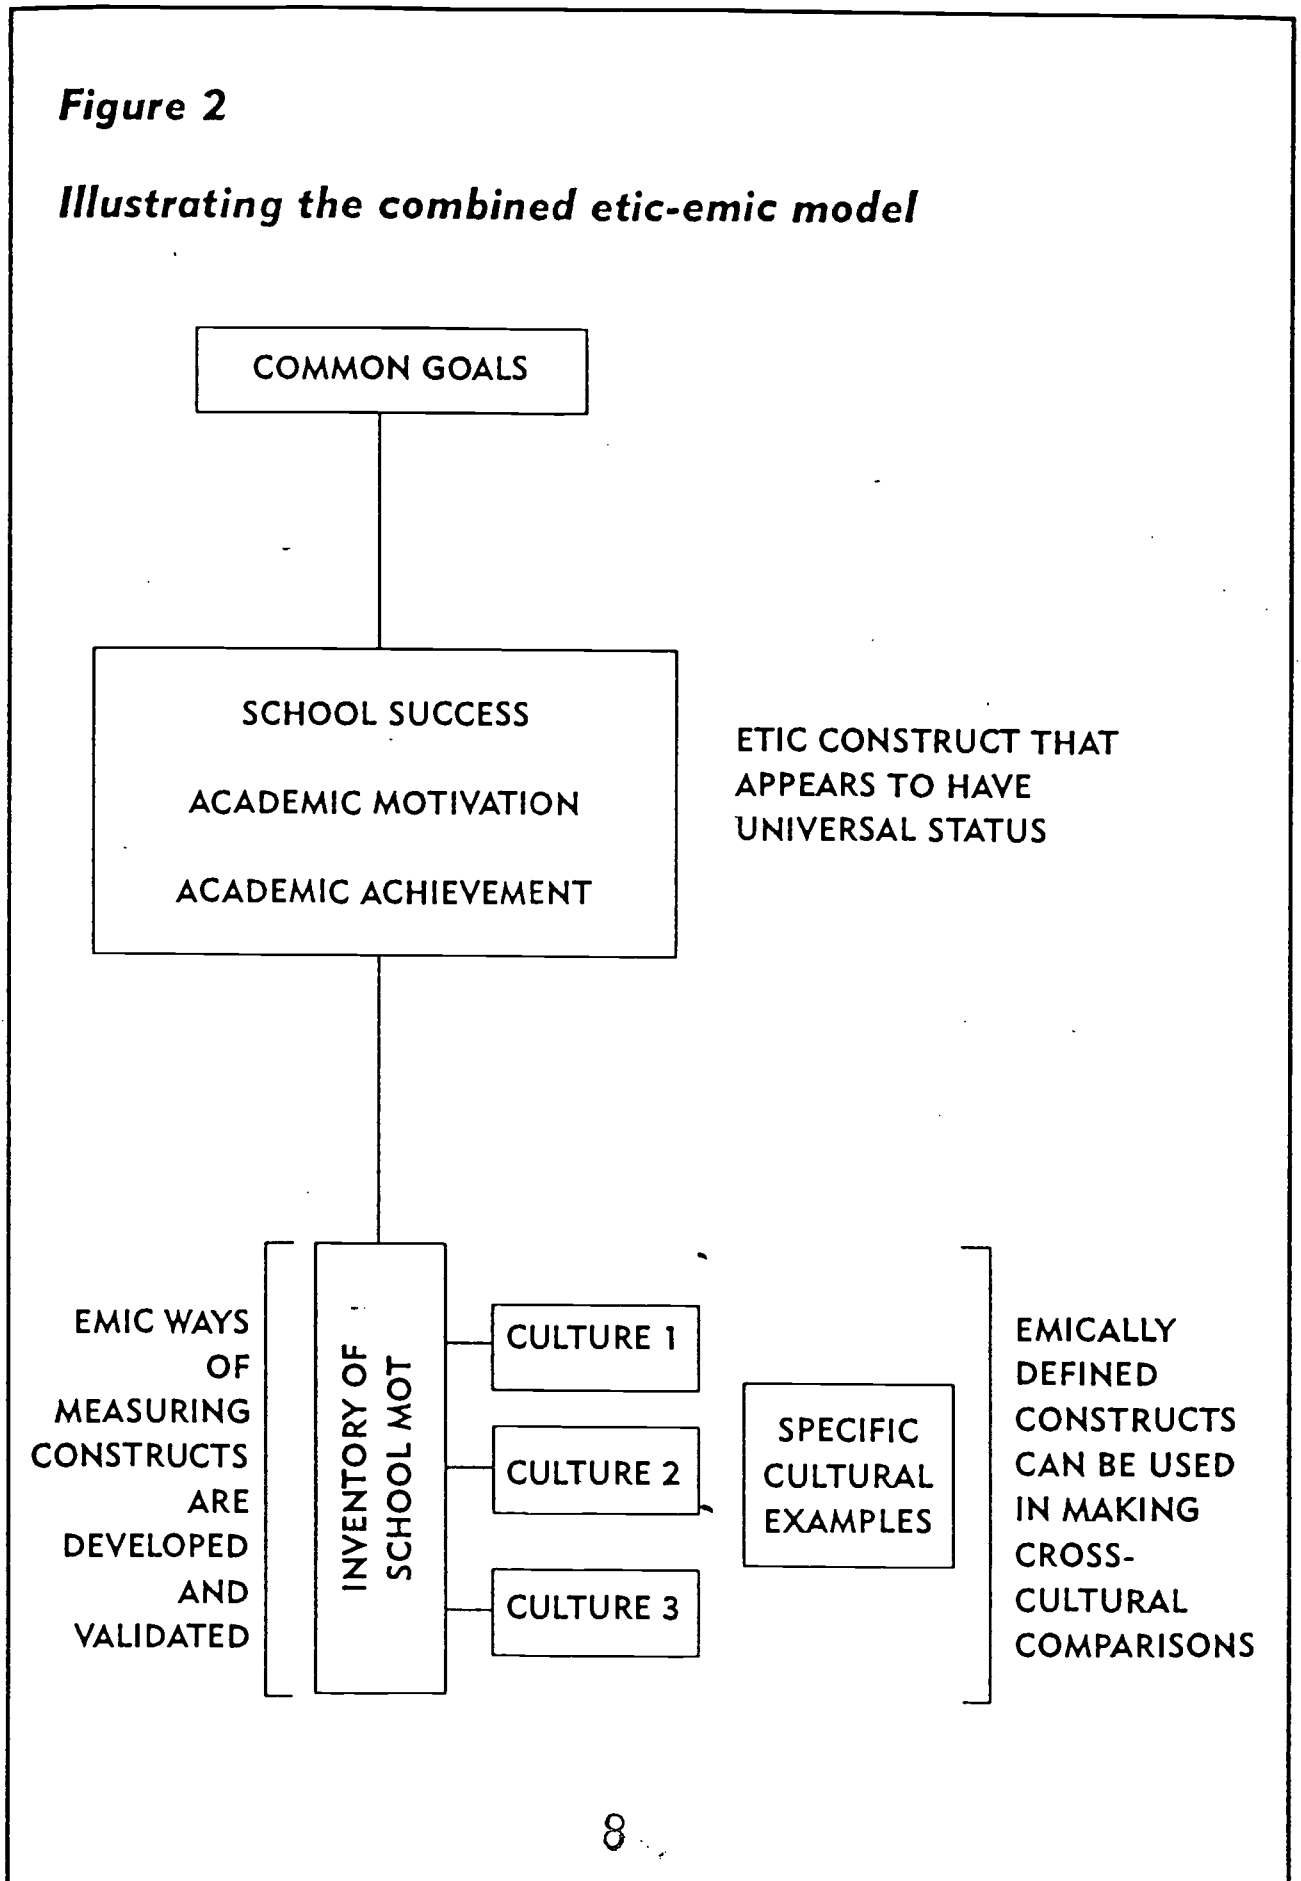 Figure 2
Illustrating the combined etic-emic model
COMMON GOALS
SCHOOL SUCCESS
ACADEMIC MOTIVATION
ACADEMIC ACHIEVEMENT
ETIC CONSTRUCT THAT
APPEARS TO HAVE
UNIVERSAL STATUS
EMIC WAYS
OF
MEASURING
CONSTRUCTS
ARE
DEVELOPED
AND
VALIDATED
INVENTORY OF
SCHOOL MOT
CULTURE 1
CULTURE 2
CULTURE 3
SPECIFIC
CULTURAL
EXAMPLES
EMICALLY
DEFINED
CONSTRUCTS
CAN BE USED
IN MAKING
CROSS-
CULTURAL
COMPARISONS
8